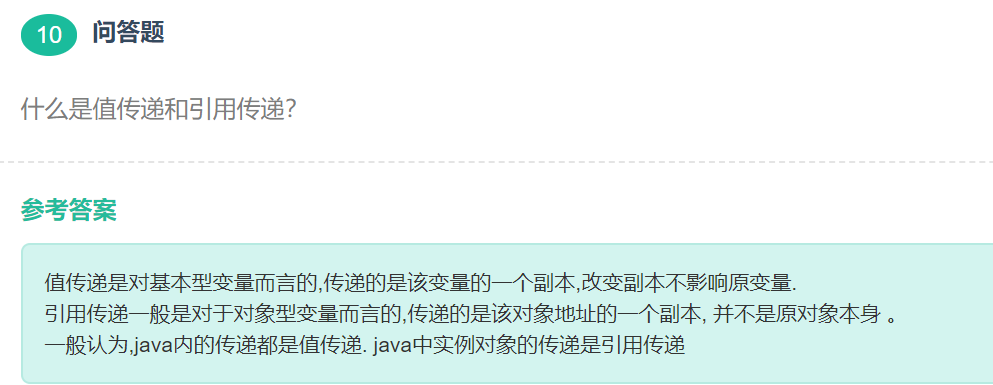 10 问答题
什么是值传递和引用传递?
参考答案
值传递是对基本型变量而言的,传递的是该变量的一个副本,改变副本不影响原变量.
引用传递一般是对于对象型变量而言的,传递的是该对象地址的一个副本, 并不是原对象本身 。
一般认为,java内的传递都是值传递. java中实例对象的传递是引用传递